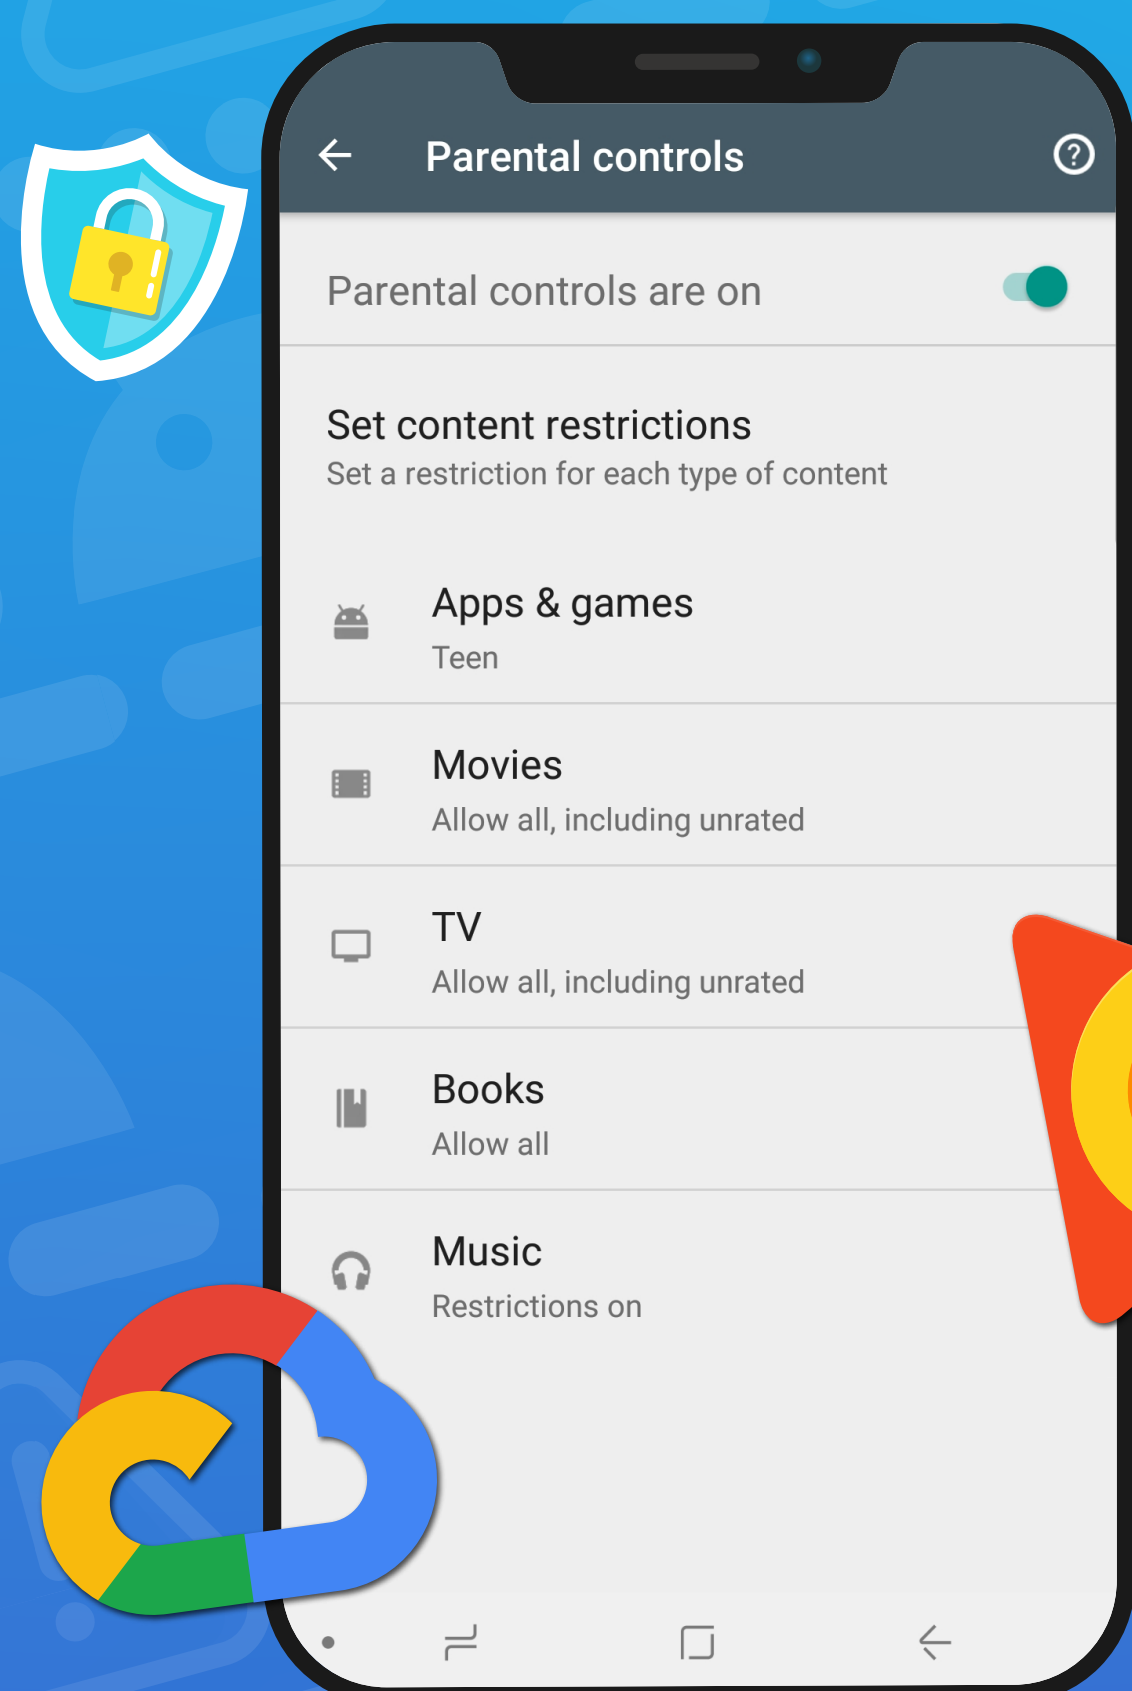 Parental controls
Parental controls are on
Set content restrictions
Set a restriction for each type of content
Apps & games
Teen
Movies
Allow all, including unrated
TV
Allow all, including unrated
Books
Allow all
Music
Restrictions on